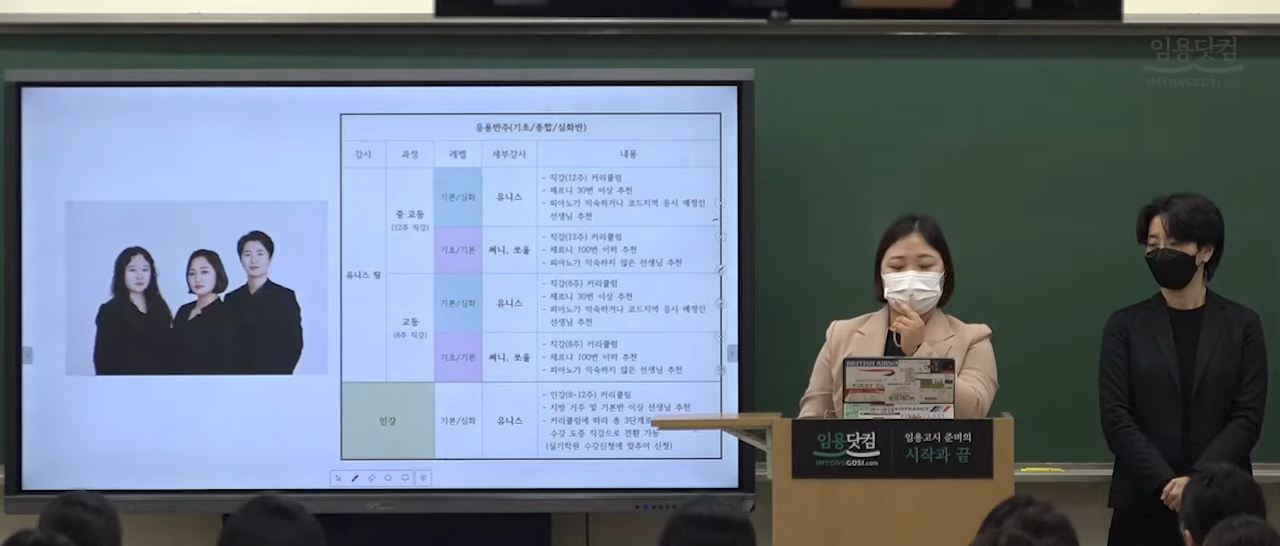 임용닷컴
IMYONGGOSI.com
응용반주(기초/종합/심화반)
강사 과정 레벨 세부강사 내용
유니스 팀
중·고등
(12주 직강)
기본/심화
유니스
- 직강(12주) 커리큘럼
- 체르니 30번 이상 추천
- 피아노가 익숙하거나 코드지역 응시 예정인
선생님 추천
기초/기본
써니, 쏘울
- 직강(12주) 커리큘럼
- 체르니 100번 이하 추천
- 피아노가 익숙하지 않은 선생님 추천
고등
(8주 직강)
기본/심화
유니스
- 직강(8주) 커리큘럼
- 체르니 30번 이상 추천
- 피아노가 익숙하거나 코드지역 응시 예정인
선생님 추천
기초/기본
써니, 쏘울
- 직강(8주) 커리큘럼
- 체르니 100번 이하 추천
- 피아노가 익숙하지 않은 선생님 추천
인강
기본/심화
유니스
- 인강(8-12주) 커리큘럼
- 지방 거주 및 기본반 이상 선생님 추천
- 커리큘럼에 따라 총 3단계로
수강 도중 직강으로 전환 가능
(실기학원 수강신청에 맞추어 신청)
BRITISH AIRWA
FIRST CL
AIRFRANCE
임용닷컴
IMYONGGOSI.com
임용고시 준비의
시작과 끝